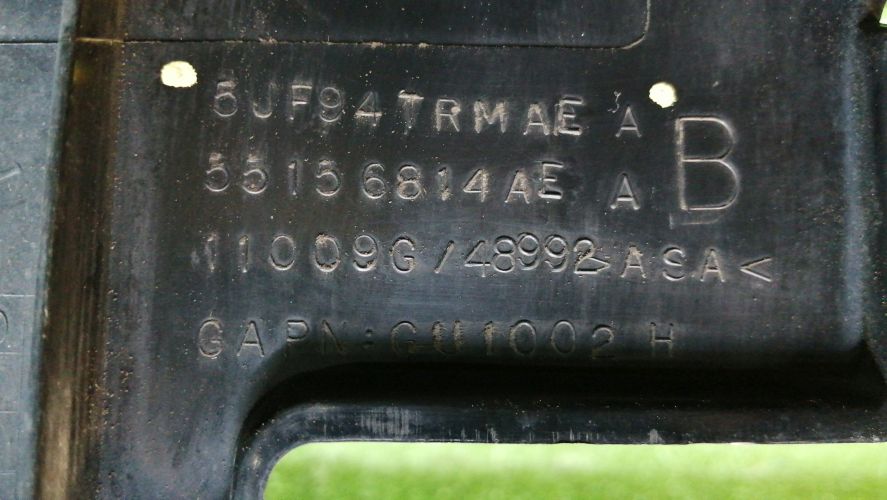 5JF94TRMAE A
55156814AE A B
11009G/48992>ASA<
GAPN:GU1002 H